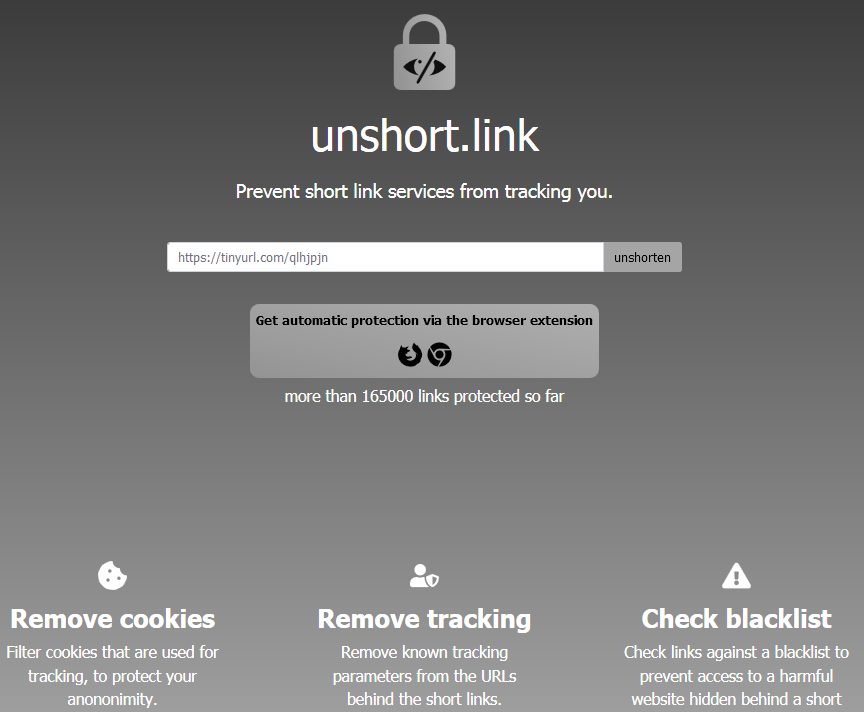 unshort.link
Prevent short link services from tracking you.
https://tinyurl.com/qlhjpjn
unshorten
Get automatic protection via the browser extension
more than 165000 links protected so far
Remove cookies
Filter cookies that are used for
tracking, to protect your
anononimity.
Remove tracking
Remove known tracking
parameters from the URLs
behind the short links.
Check blacklist
Check links against a blacklist to
prevent access to a harmful
website hidden behind a short